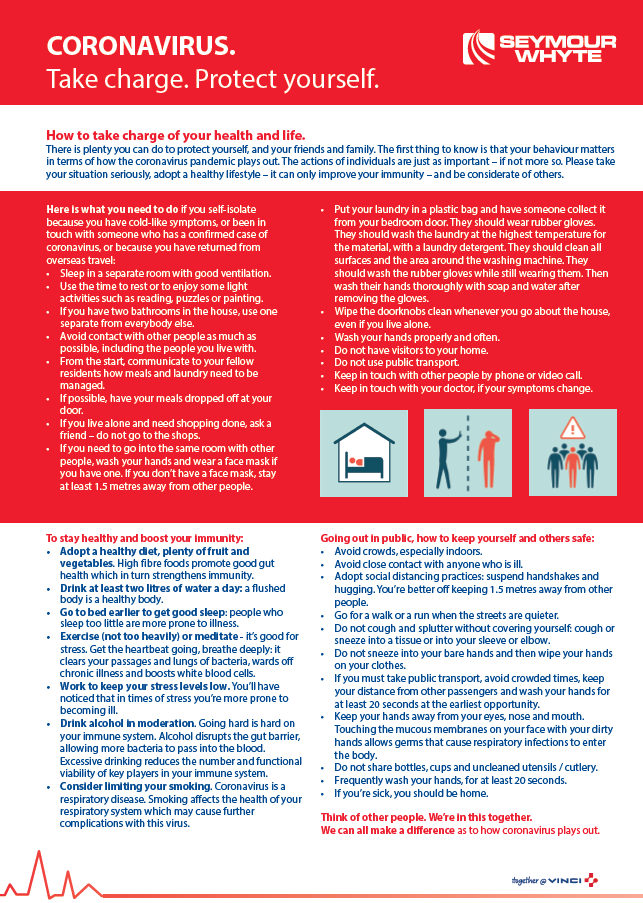 CORONAVIRUS.
Take charge. Protect yourself.
SEYMOUR
WHYTE
How to take charge of your health and life.
There is plenty you can do to protect yourself, and your friends and family. The first thing to know is that your behaviour matters
in terms of how the coronavirus pandemic plays out. The actions of individuals are just as important – if not more so. Please take
your situation seriously, adopt a healthy lifestyle – it can only improve your immunity – and be considerate of others.
Here is what you need to do if you self-isolate
because you have cold-like symptoms, or been in
touch with someone who has a confirmed case of
coronavirus, or because you have returned from
overseas travel:
• Sleep in a separate room with good ventilation.
• Use the time to rest or to enjoy some light
activities such as reading, puzzles or painting.
• If you have two bathrooms in the house, use one
separate from everybody else.
• Avoid contact with other people as much as
possible, including the people you live with.
• From the start, communicate to your fellow
residents how meals and laundry need to be
managed.
• If possible, have your meals dropped off at your
door.
• If you live alone and need shopping done, ask a
friend – do not go to the shops.
• If you need to go into the same room with other
people, wash your hands and wear a face mask if
you have one. If you don't have a face mask, stay
at least 1.5 metres away from other people.
• Put your laundry in a plastic bag and have someone collect it
from your bedroom door. They should wear rubber gloves.
They should wash the laundry at the highest temperature for
the material, with a laundry detergent. They should clean all
surfaces and the area around the washing machine. They
should wash the rubber gloves while still wearing them. Then
wash their hands thoroughly with soap and water after
removing the gloves.
• Wipe the doorknobs clean whenever you go about the house,
even if you live alone.
• Wash your hands properly and often.
• Do not have visitors to your home.
• Do not use public transport.
• Keep in touch with other people by phone or video call.
• Keep in touch with your doctor, if your symptoms change.
To stay healthy and boost your immunity:
• Adopt a healthy diet, plenty of fruit and
vegetables. High fibre foods promote good gut
health which in turn strengthens immunity.
• Drink at least two litres of water a day: a flushed
body is a healthy body.
• Go to bed earlier to get good sleep: people who
sleep too little are more prone to illness.
• Exercise (not too heavily) or meditate - it's good for
stress. Get the heartbeat going, breathe deeply: it
clears your passages and lungs of bacteria, wards off
chronic illness and boosts white blood cells.
• Work to keep your stress levels low. You'll have
noticed that in times of stress you're more prone to
becoming ill.
• Drink alcohol in moderation. Going hard is hard on
your immune system. Alcohol disrupts the gut barrier,
allowing more bacteria to pass into the blood.
Excessive drinking reduces the number and functional
viability of key players in your immune system.
• Consider limiting your smoking. Coronavirus is a
respiratory disease. Smoking affects the health of your
respiratory system which may cause further
complications with this virus.
Going out in public, how to keep yourself and others safe:
• Avoid crowds, especially indoors.
• Avoid close contact with anyone who is ill.
• Adopt social distancing practices: suspend handshakes and
hugging. You're better off keeping 1.5 metres away from other
people.
• Go for a walk or a run when the streets are quieter.
• Do not cough and splutter without covering yourself: cough or
sneeze into a tissue or into your sleeve or elbow.
• Do not sneeze into your bare hands and then wipe your hands
on your clothes.
• If you must take public transport, avoid crowded times, keep
your distance from other passengers and wash your hands for
at least 20 seconds at the earliest opportunity.
• Keep your hands away from your eyes, nose and mouth.
Touching the mucous membranes on your face with your dirty
hands allows germs that cause respiratory infections to enter
the body.
• Do not share bottles, cups and uncleaned utensils / cutlery.
• Frequently wash your hands, for at least 20 seconds.
• If you're sick, you should be home.
Think of other people. We're in this together.
We can all make a difference as to how coronavirus plays out.
together @ VINCI